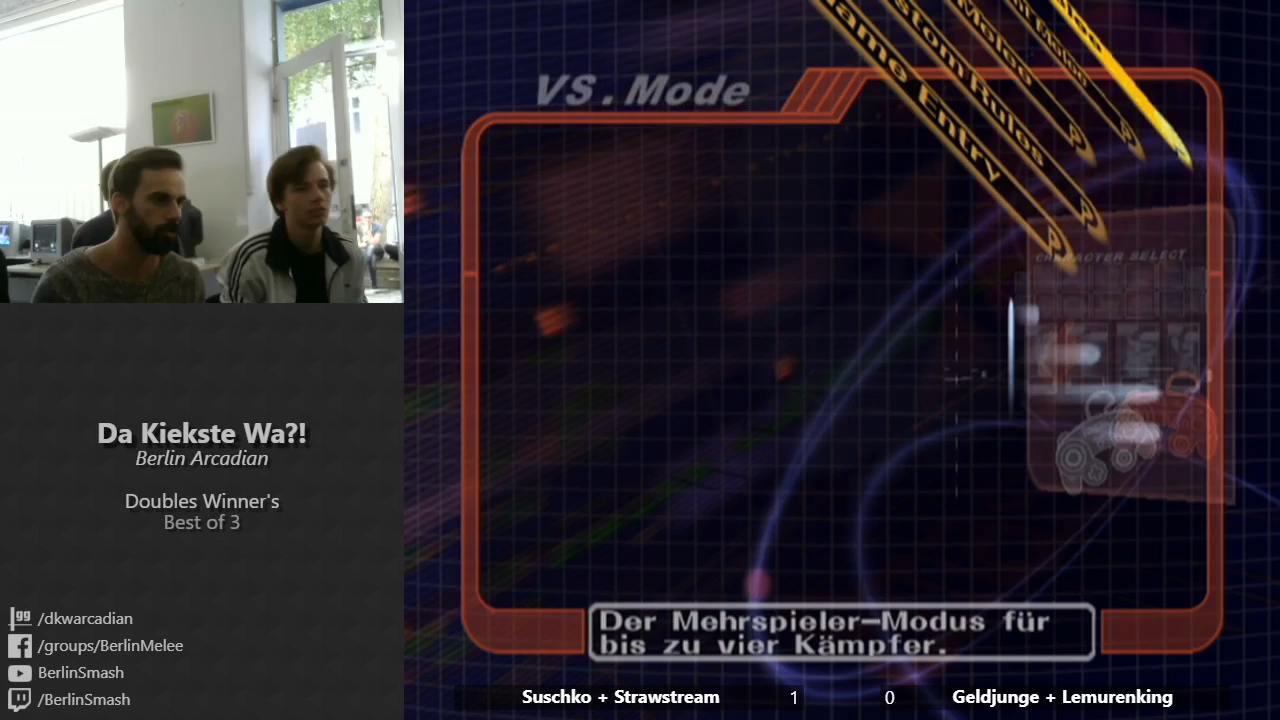 VS. Mode
Melee
Custom Rules
Name Entry
CHARACTER SELECT
Der Mehrspieler-Modus für
bis zu vier Kämpfer.
Da Kiekste Wa?!
Berlin Arcadian
Doubles Winner's
Best of 3
/dkwarcadian
/groups/BerlinMelee
BerlinSmash
/BerlinSmash
Suschko + Strawstream 1 0 Geldjunge + Lemurenking